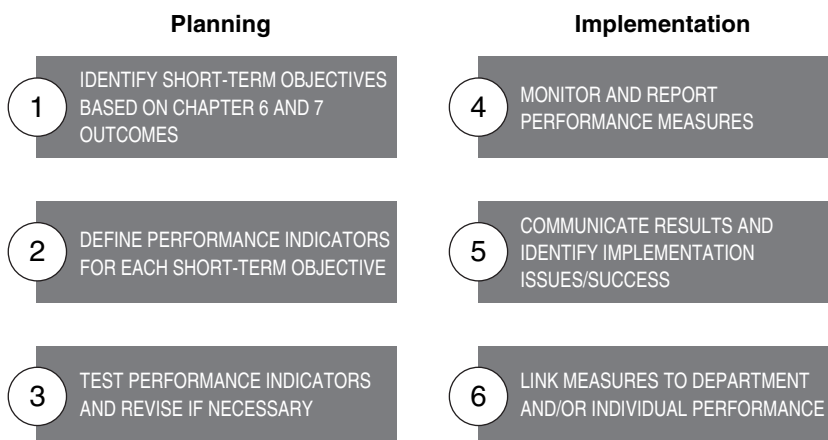 Planning
1
IDENTIFY SHORT-TERM OBJECTIVES
BASED ON CHAPTER 6 AND 7
OUTCOMES
2
DEFINE PERFORMANCE INDICATORS
FOR EACH SHORT-TERM OBJECTIVE
3
TEST PERFORMANCE INDICATORS
AND REVISE IF NECESSARY
Implementation
4
MONITOR AND REPORT
PERFORMANCE MEASURES
5
COMMUNICATE RESULTS AND
IDENTIFY IMPLEMENTATION
ISSUES/SUCCESS
6
LINK MEASURES TO DEPARTMENT
AND/OR INDIVIDUAL PERFORMANCE